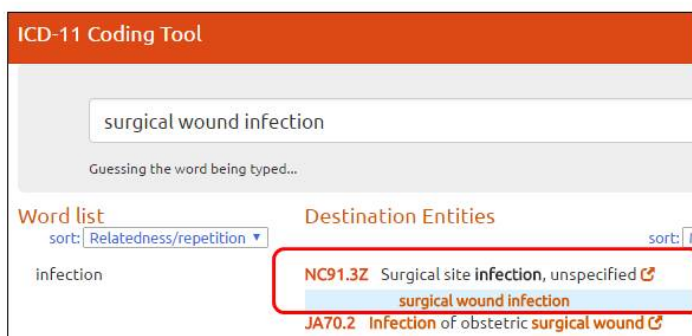 ICD-11 Coding Tool
surgical wound infection
Guessing the word being typed...
Word list
sort: Relatedness/repetition
infection
Destination Entities
sort:
NC91.3Z Surgical site infection, unspecified
surgical wound infection
JA70.2 Infection of obstetric surgical wound